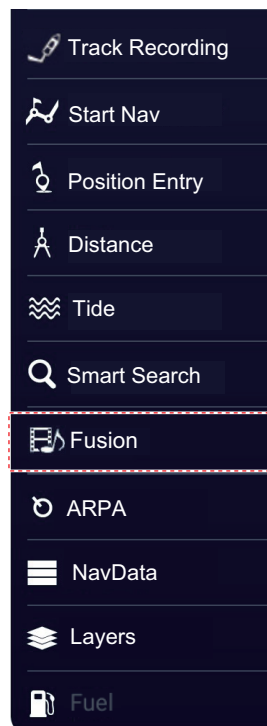 Track Recording
Start Nav
Position Entry
Distance
Tide
Smart Search
Fusion
ARPA
NavData
Layers
Fuel